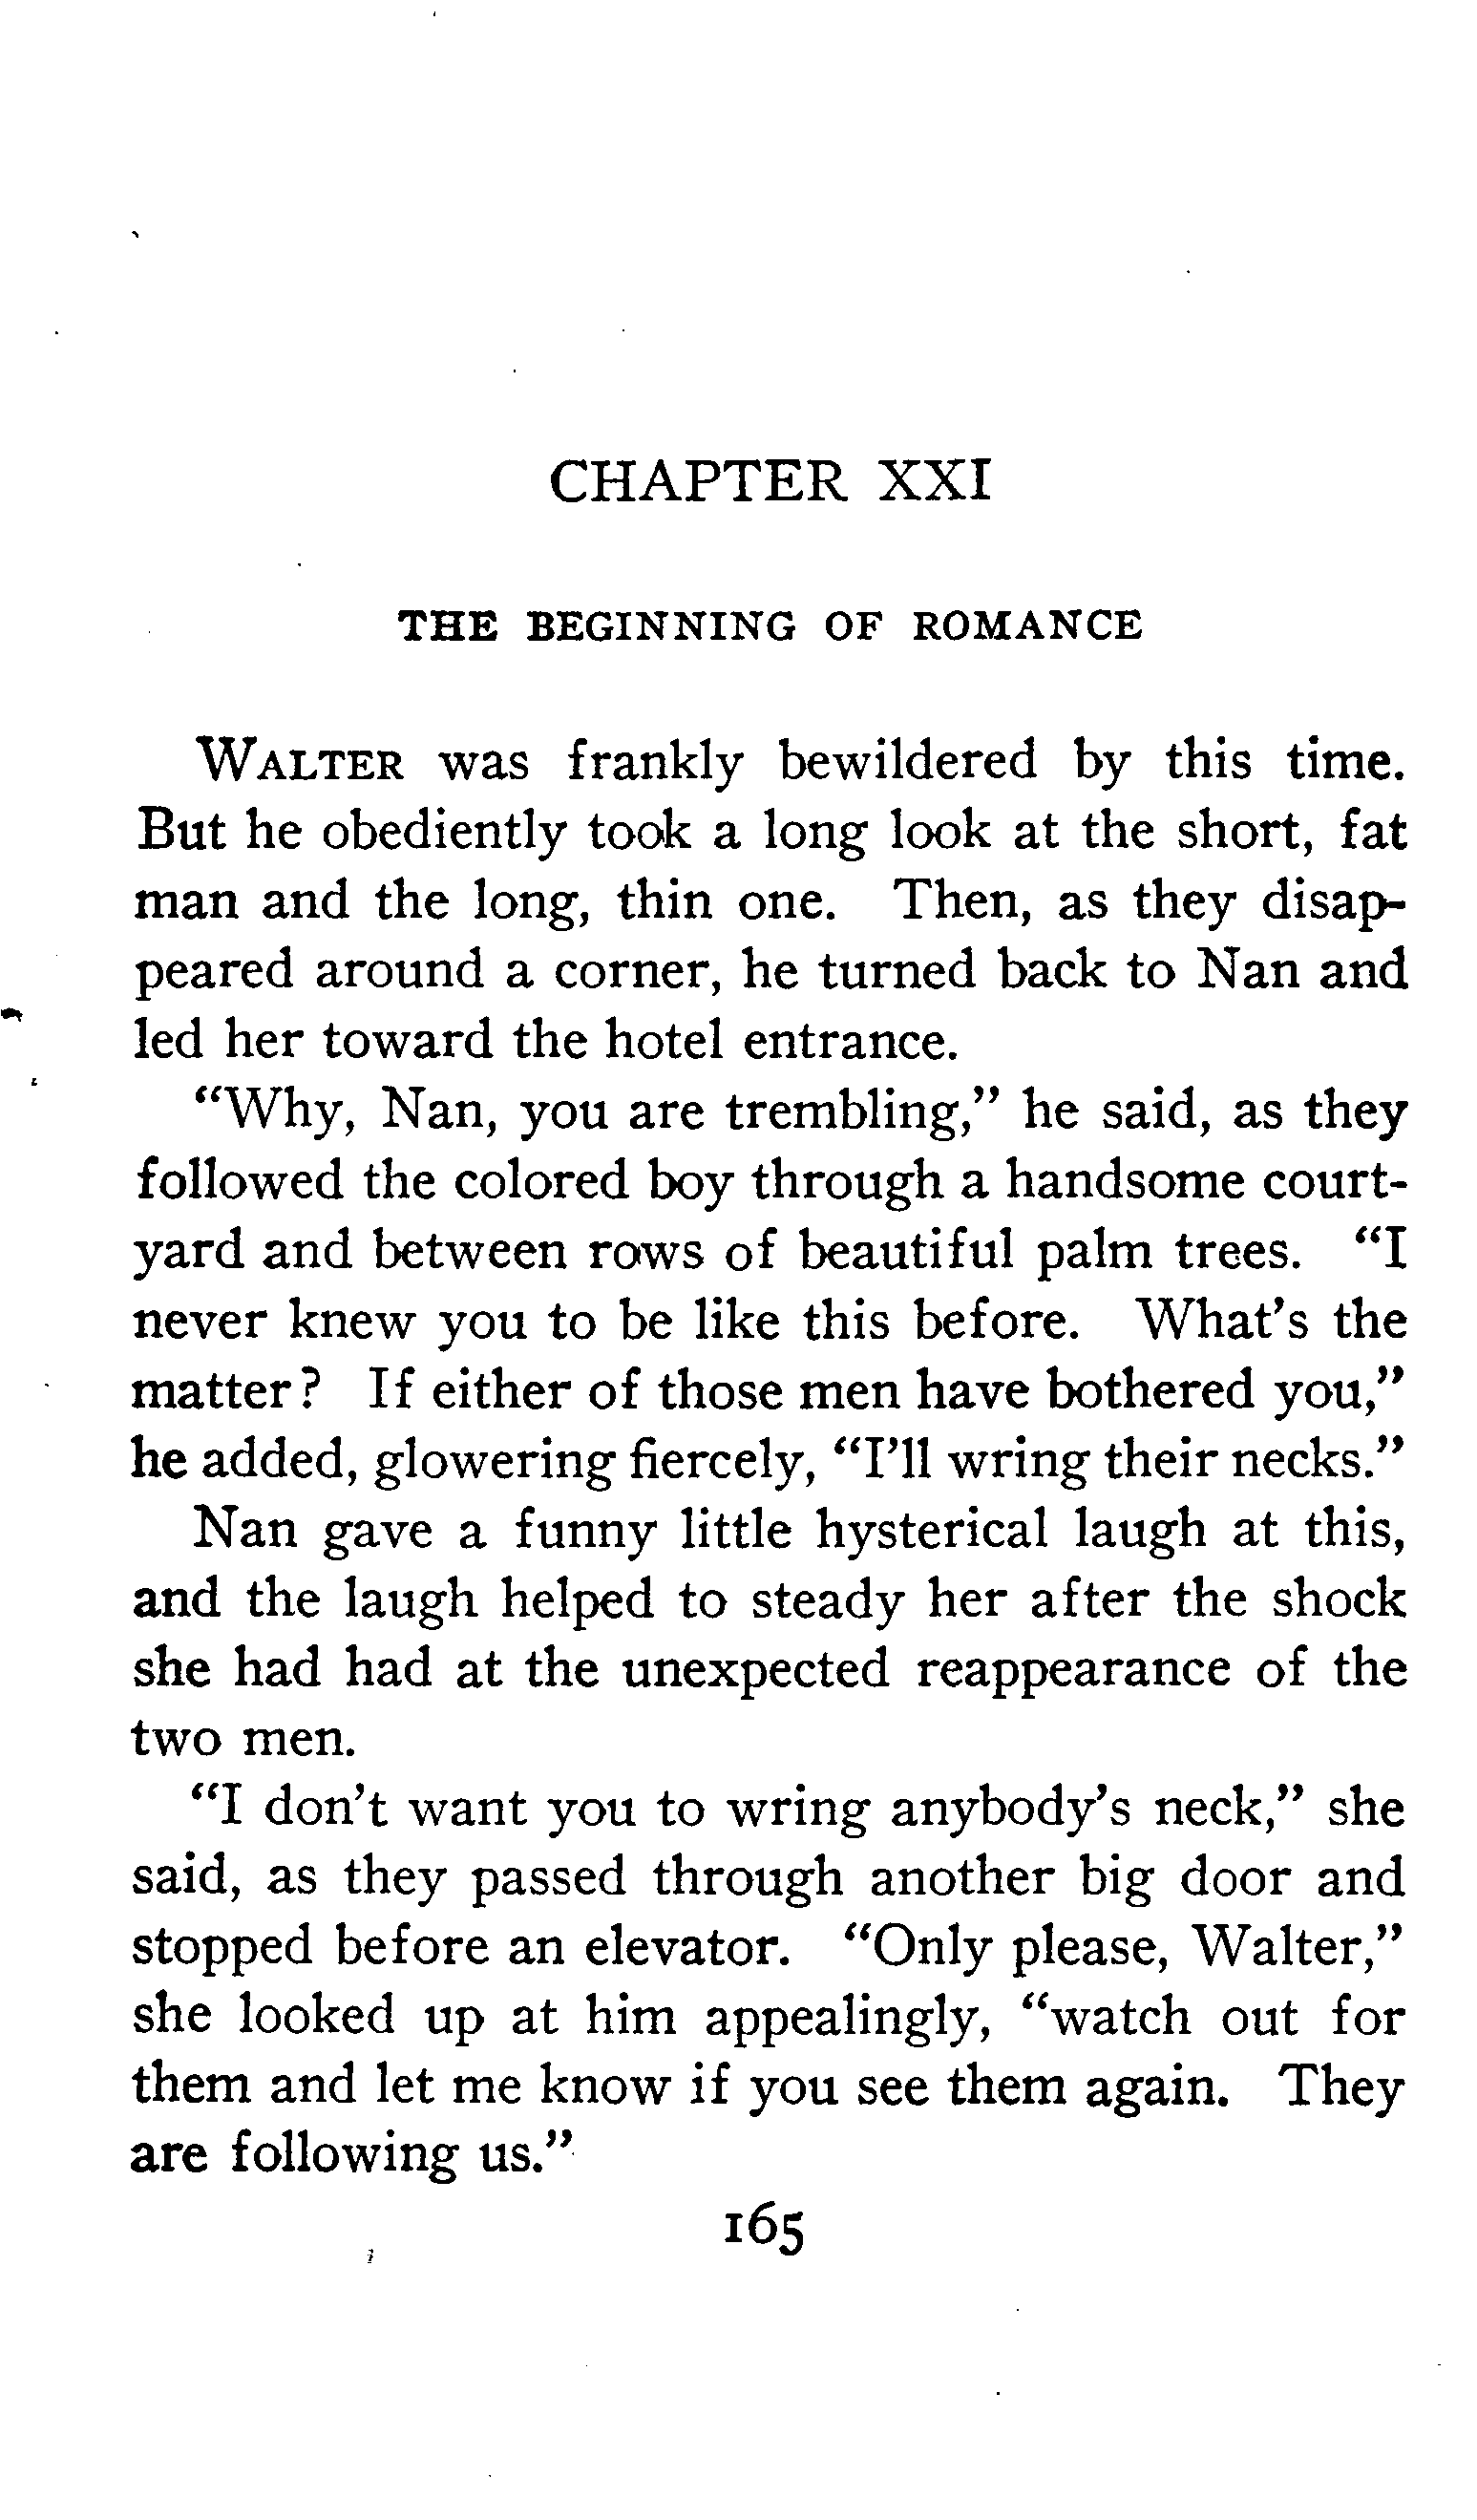 CHAPTER XXI
THE BEGINNING OF ROMANCE
WALTER was frankly bewildered by this time.
But he obediently took a long look at the short, fat
man and the long, thin one. Then, as they disap-
peared around a corner, he turned back to Nan and
led her toward the hotel entrance.
“Why, Nan, you are trembling,” he said, as they
followed the colored boy through a handsome court-
yard and between rows of beautiful palm trees. “I
never knew you to be like this before. What’s the
matter? If either of those men have bothered you,”
he added, glowering fiercely, “I’ll wring their necks.”
Nan gave a funny little hysterical laugh at this,
and the laugh helped to steady her after the shock
she had had at the unexpected reappearance of the
two men.
“I don’t want you to wring anybody’s neck,” she
said, as they passed through another big door and
stopped before an elevator. “Only please, Walter,”
she looked up at him appealingly, “watch out for
them and let me know if you see them again. They
are following us.”
165